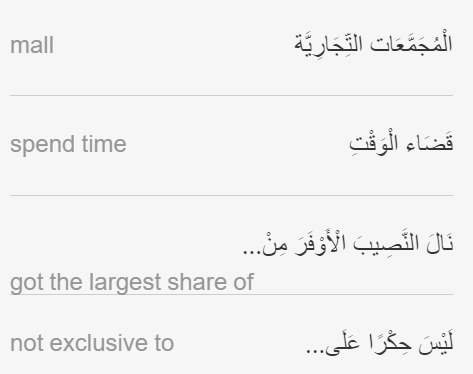 mall الْمُجَمَّعَات التِّجَارِيَّة
spend time قَضَاء الْوَقْتِ
نَالَ النَّصِيبَ الْأَوْفَرَ مِنْ...
got the largest share of
not exclusive to لَيْسَ حِكْرًا عَلَى...